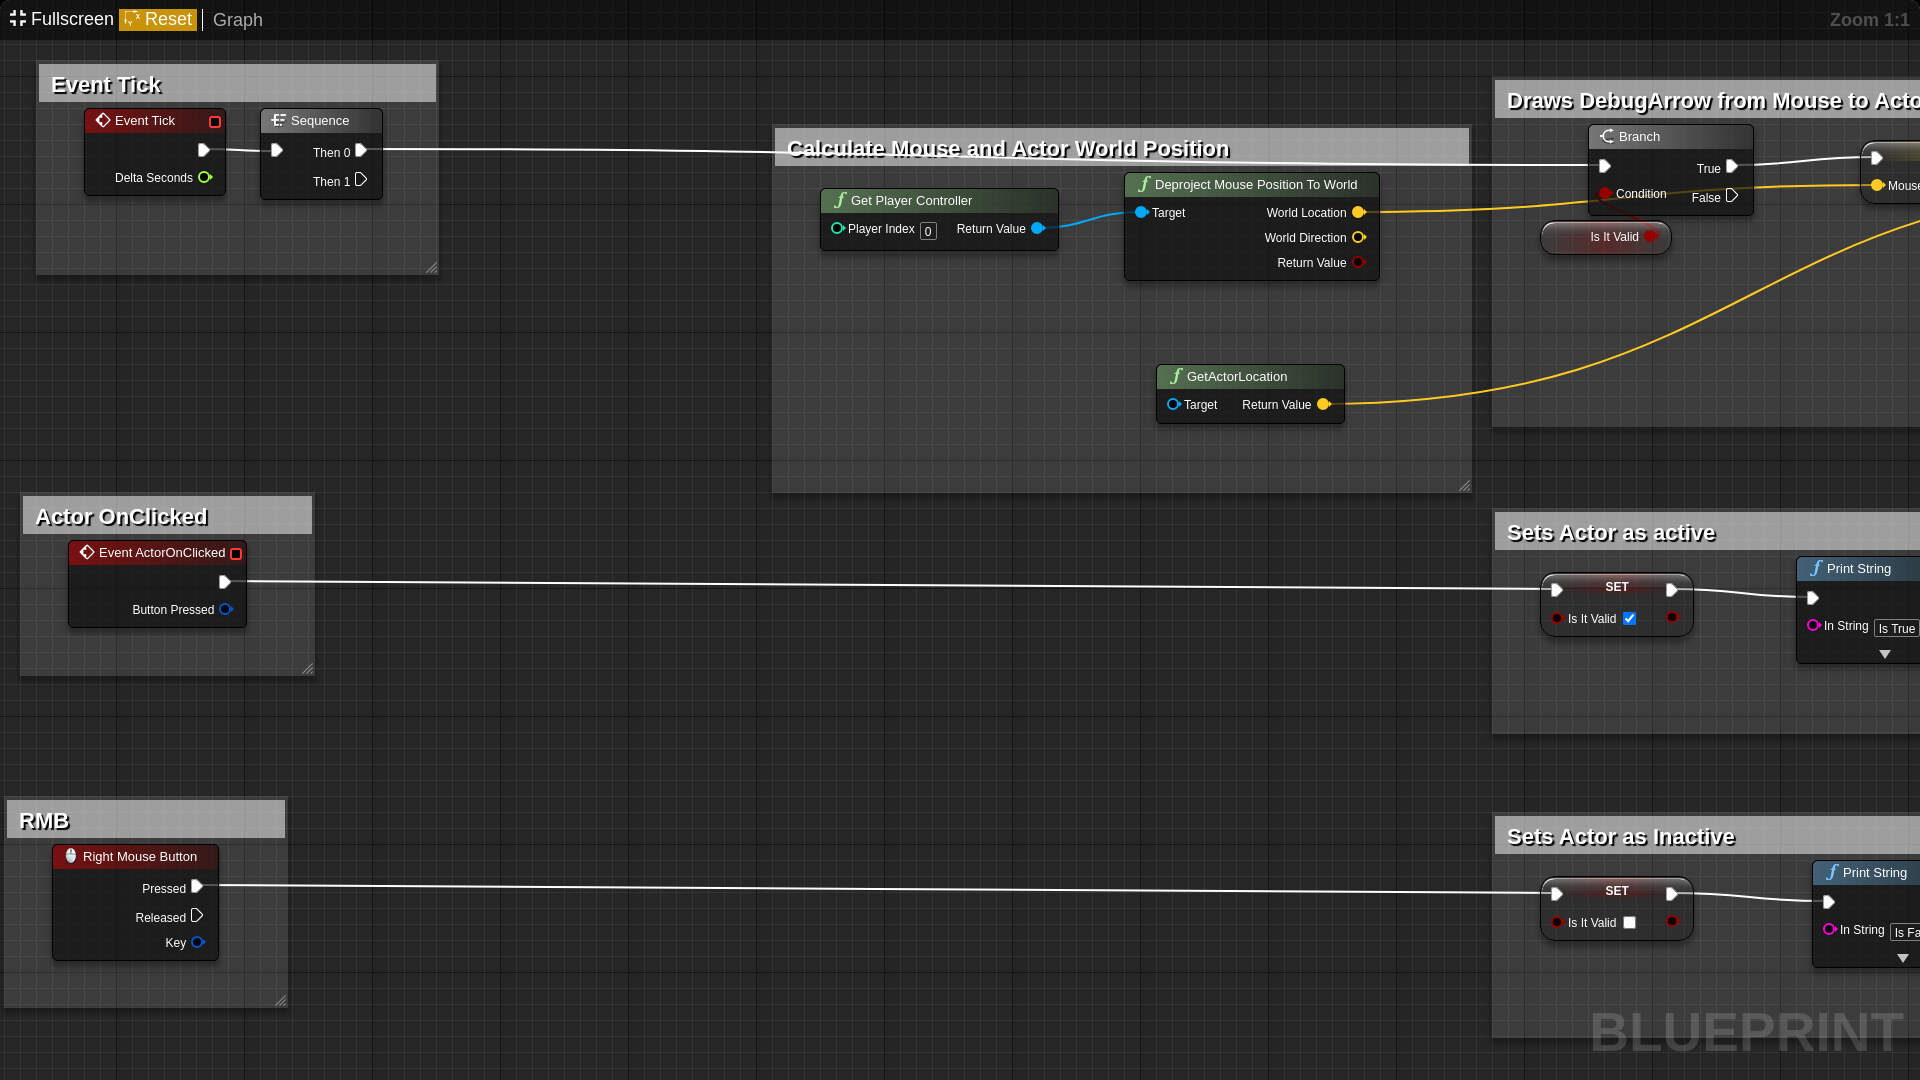 Fullscreen Reset Graph
Zoom 1:1
Event Tick
Event Tick
Delta Seconds
Sequence
Then 0
Then 1
Calculate Mouse and Actor World Position
Get Player Controller
Player Index 0 Return Value
Deproject Mouse Position To World
Target World Location
World Direction
Return Value
GetActorLocation
Target Return Value
Draws DebugArrow from Mouse to Acto
Branch
True
Condition
False
Is It Valid
Mouse
Actor OnClicked
Event ActorOnClicked
Button Pressed
Sets Actor as active
SET
Is It Valid
Print String
In String Is True
RMB
Right Mouse Button
Pressed
Released
Key
Sets Actor as Inactive
SET
Is It Valid
Print String
In String Is Fa
BLUEPRINT